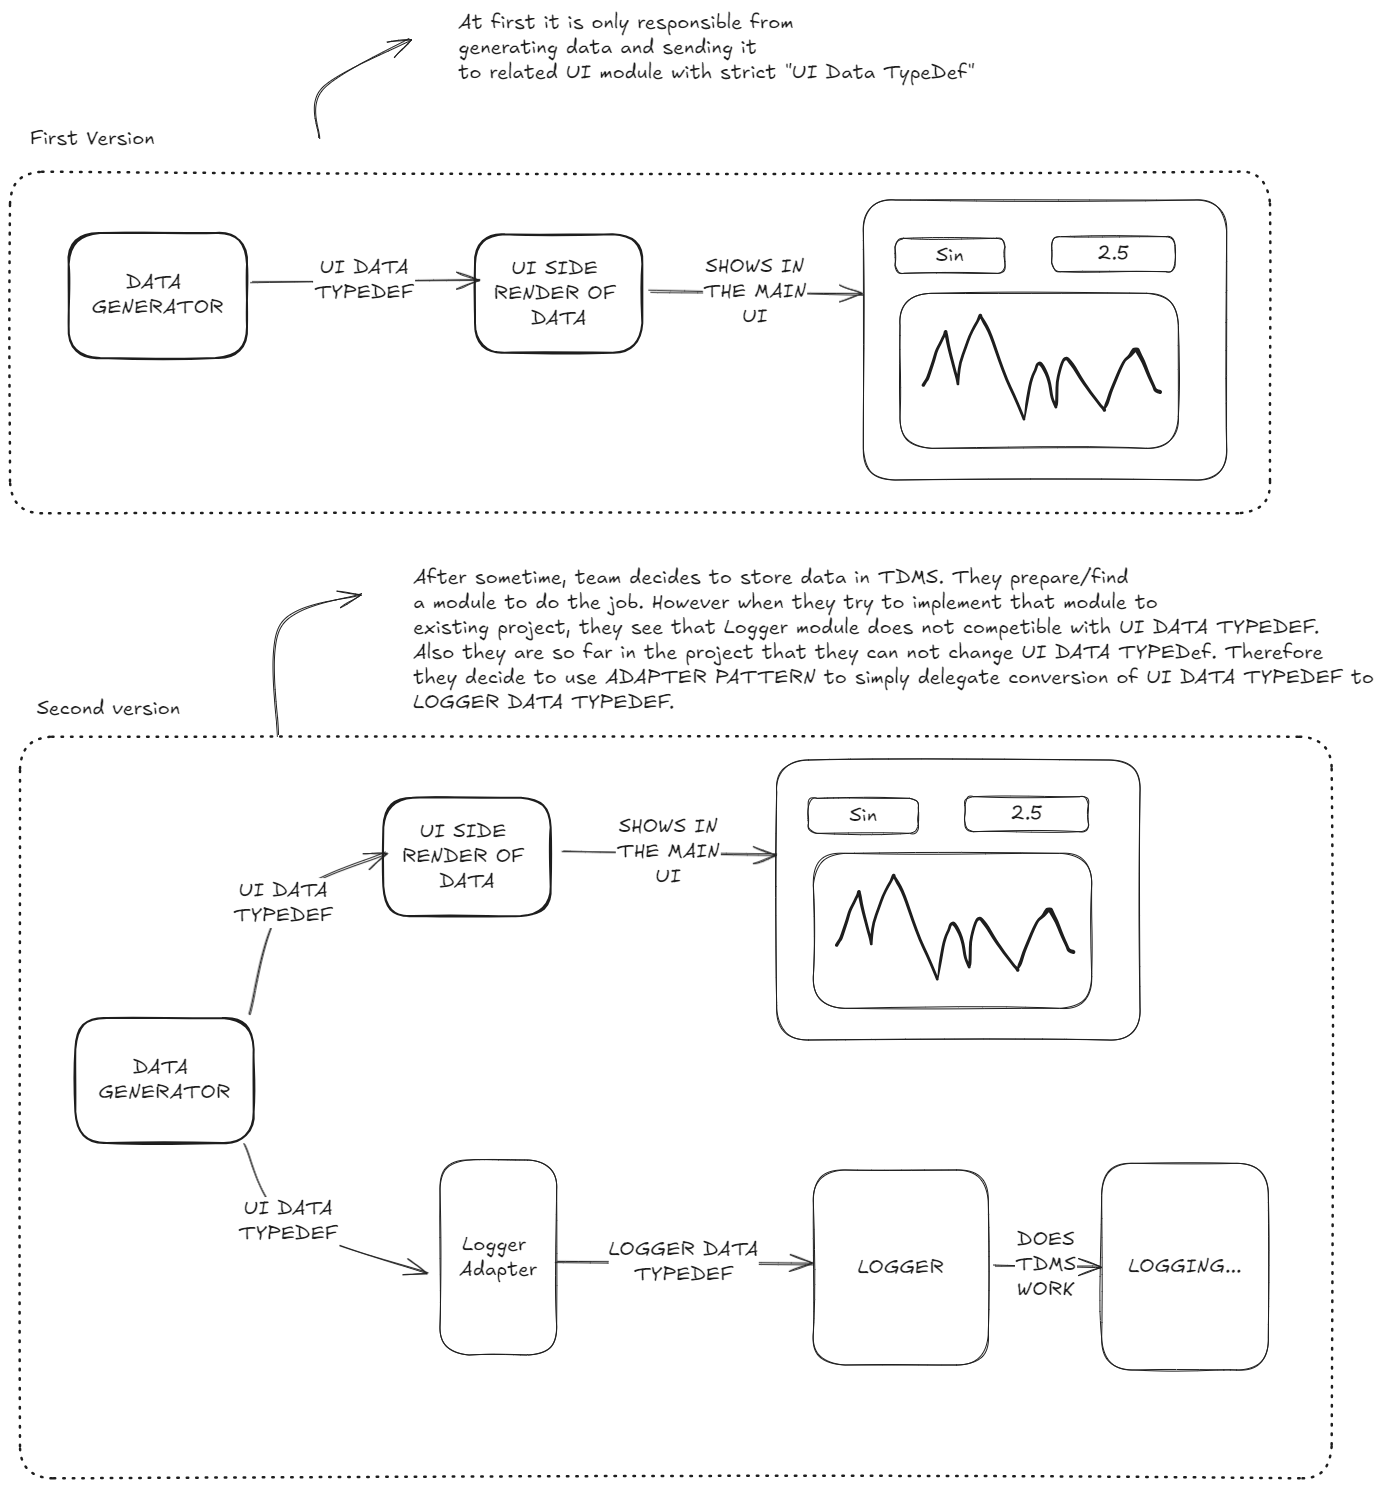 At first it is only responsible from
generating data and sending it
to related UI module with strict "UI Data TypeDef"
First Version
DATA
GENERATOR
UI DATA
TYPEDEF
UI SIDE
RENDER OF
DATA
SHOWS IN
THE MAIN
UI
Sin
2.5
After sometime, team decides to store data in TDMS. They prepare/find
a module to do the job. However when they try to implement that module to
existing project, they see that Logger module does not competible with UI DATA TYPEDEF.
Also they are so far in the project that they can not change UI DATA TYPEDef. Therefore
they decide to use ADAPTER PATTERN to simply delegate conversion of UI DATA TYPEDEF to
LOGGER DATA TYPEDEF.
Second version
UI SIDE
RENDER OF
DATA
SHOWS IN
THE MAIN
UI
Sin
2.5
UI DATA
TYPEDEF
DATA
GENERATOR
UI DATA
TYPEDEF
Logger
Adapter
LOGGER DATA
TYPEDEF
LOGGER
DOES
TDMS
WORK
LOGGING...